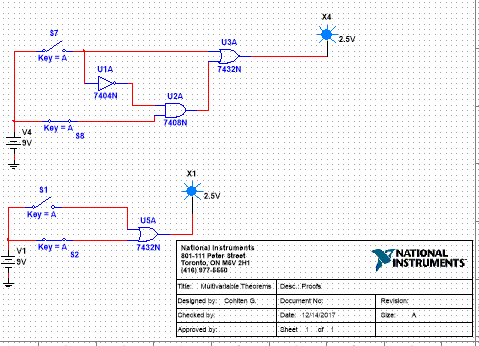 X4
S7
U3A
2.5V
Key = A
U1A
7432N
7404N
U2A
7408N
Key = A
S8
V4
9V
X1
S1
2.5V
Key = A
U5A
Key = A
7432N
S2
V1
9V
National Instruments
801-111 Peter Street
Toronto, ON M5V 2H1
(416) 977-5550
NATIONAL
INSTRUMENTS
Title: Multivariable Theorems Desc.: Proofs
Designed by: Cohlten G. Document No: Revision:
Checked by: Date: 12/14/2017 Size: A
Approved by: Sheet 1 of 1